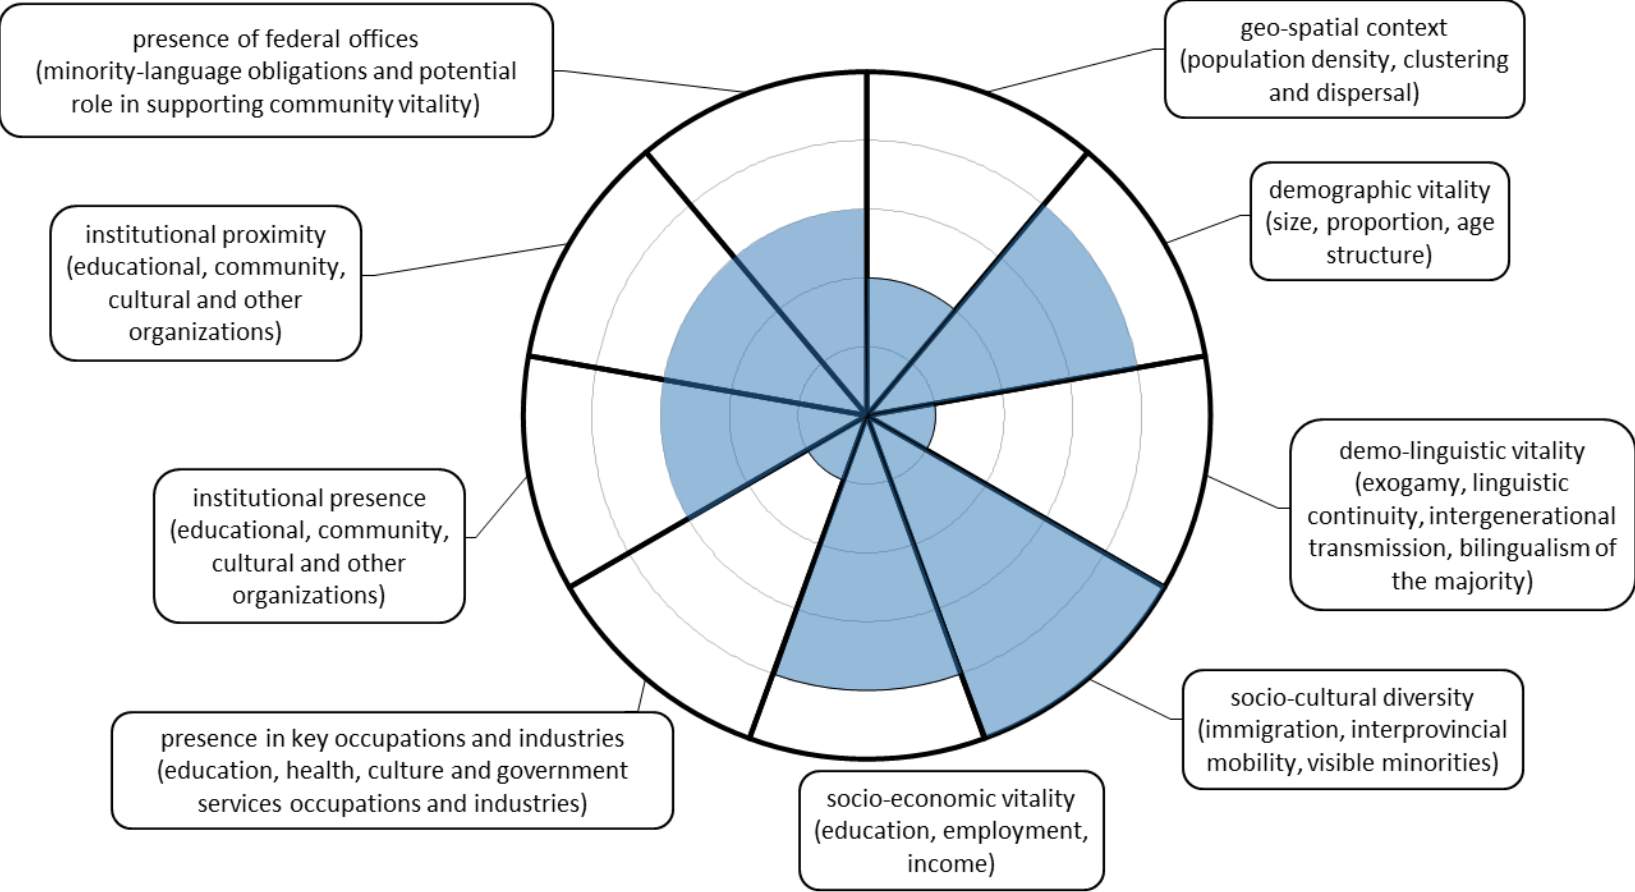 presence of federal offices
(minority-language obligations and potential
role in supporting community vitality)
geo-spatial context
(population density, clustering
and dispersal)
demographic vitality
(size, proportion, age
structure)
institutional proximity
(educational, community,
cultural and other
organizations)
demo-linguistic vitality
(exogamy, linguistic
continuity, intergenerational
transmission, bilingualism of
the majority)
institutional presence
(educational, community,
cultural and other
organizations)
socio-cultural diversity
(immigration, interprovincial
mobility, visible minorities)
presence in key occupations and industries
(education, health, culture and government
services occupations and industries)
socio-economic vitality
(education, employment,
income)